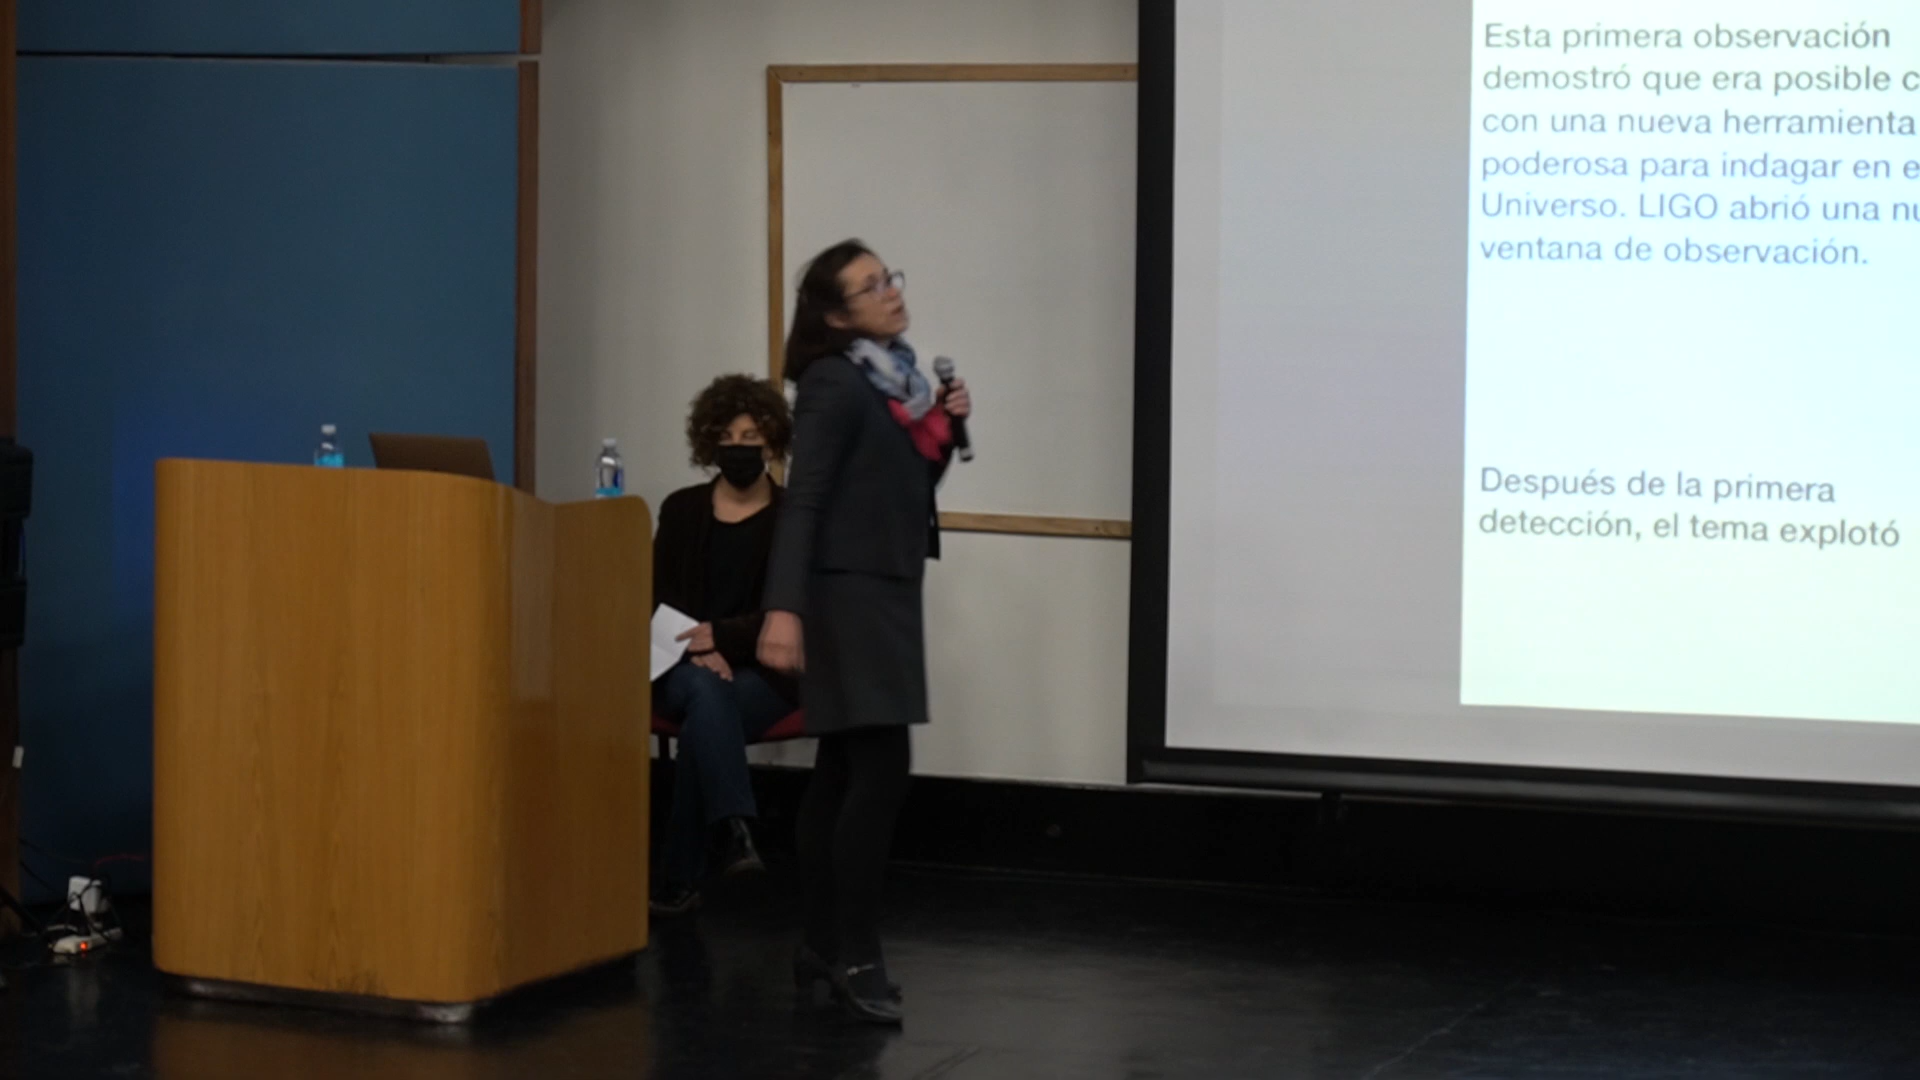 Esta primera observación
demostró que era posible
con una nueva herramienta
poderosa para indagar en
Universo. LIGO abrió una
ventana de observación.
Después de la primera
detección, el tema explotó